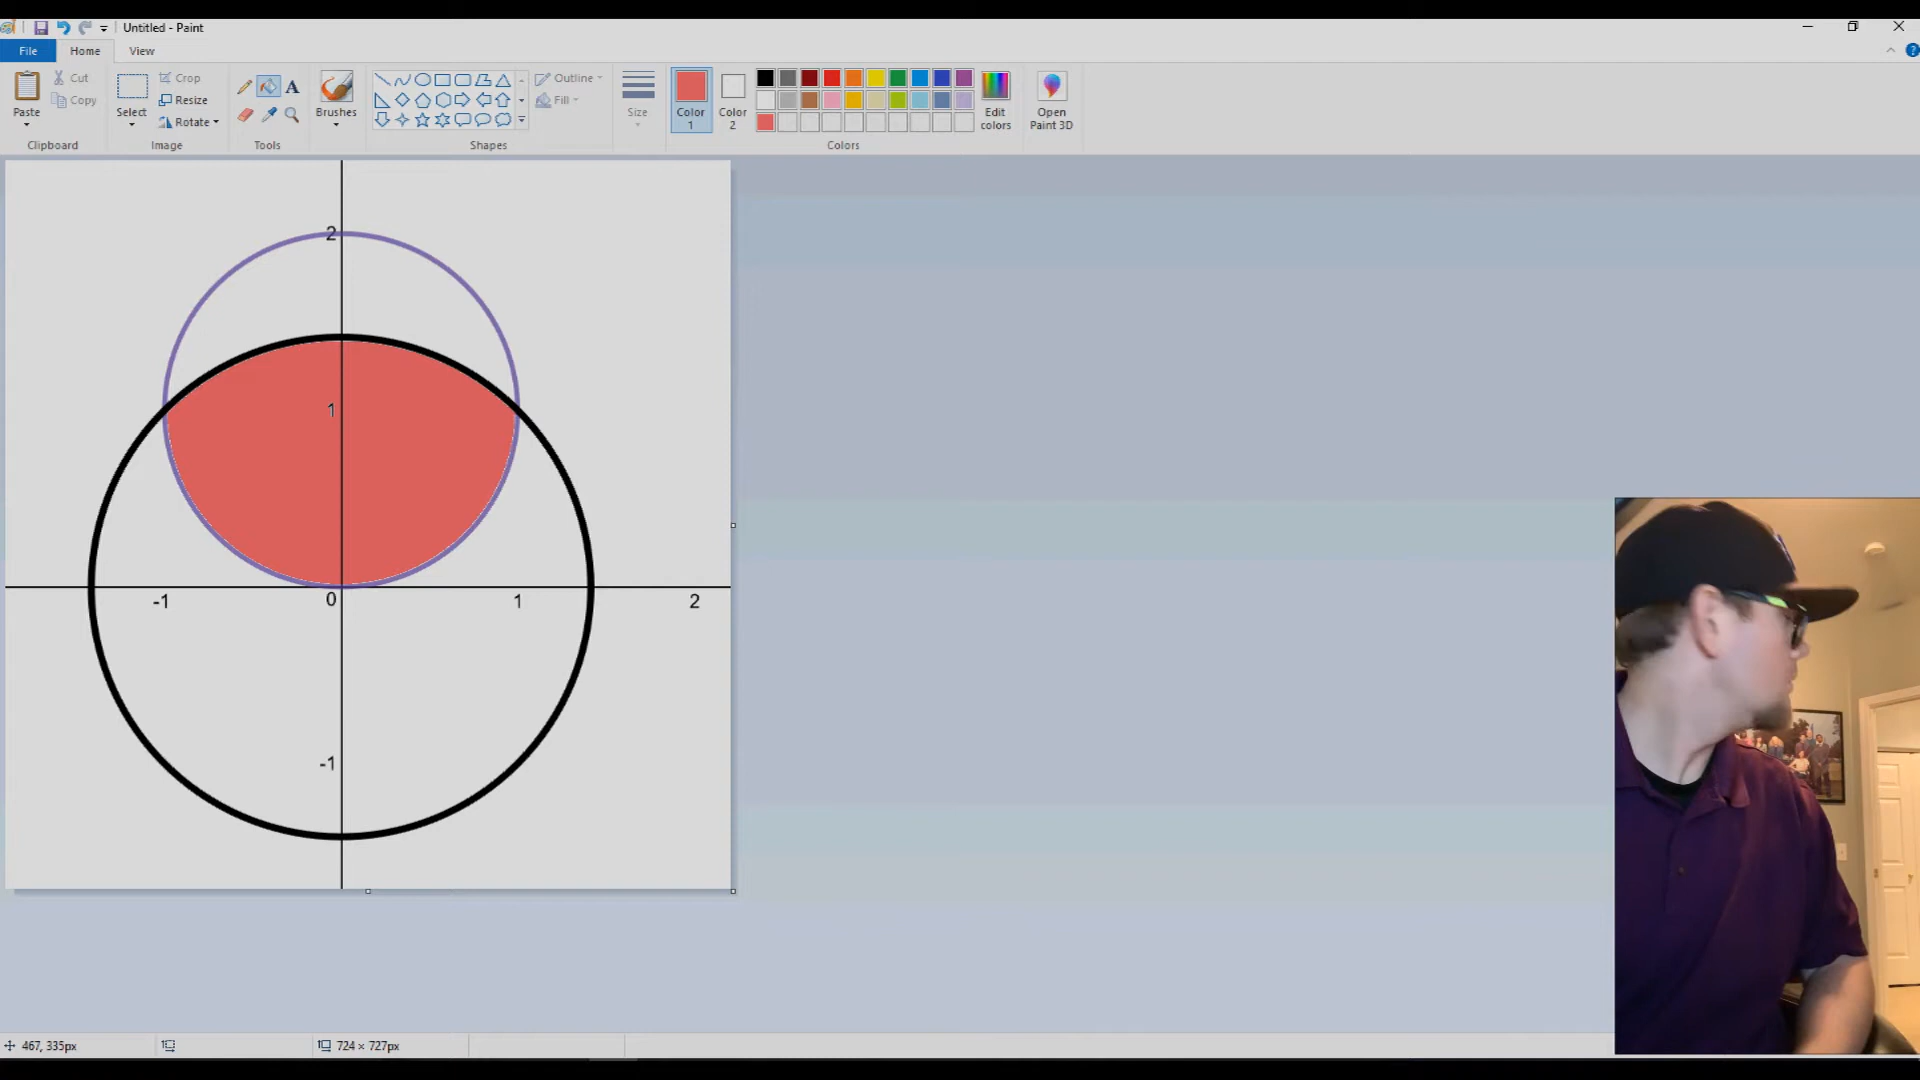 Untitled - Paint
File Home View
Cut
Copy
Paste
Clipboard
Select
Crop
Resize
Rotate
Image
A
Tools
Brushes
Shapes
Outline
Fill
Size
Color 1
Color 2
Edit colors
Colors
Open Paint 3D
2
1
-1 0 1 2
-1
467, 335px
724 × 727px